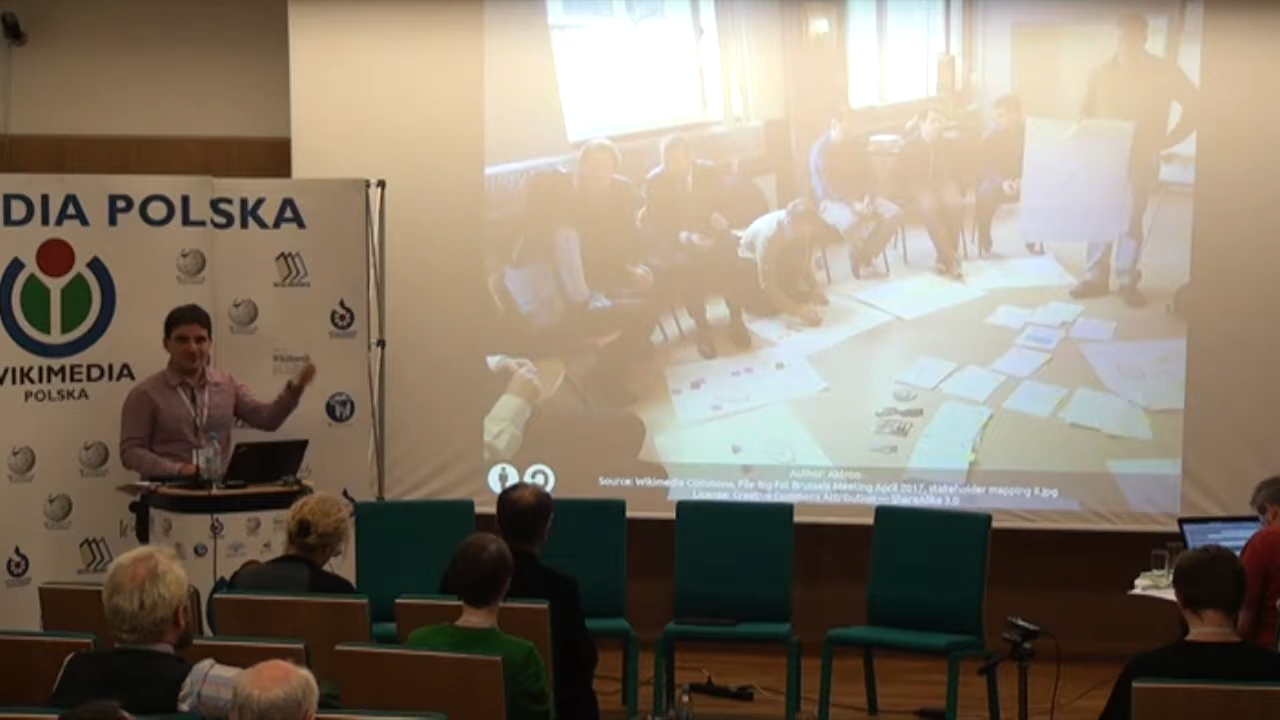 DIA POLSKA
WIKIMEDIA
POLSKA
Author: Aktron
Source: Wikimedia Commons, File Big Fat Brussels Meeting April 2017, stakeholder mapping 8.jpg
License: Creative Commons Attribution — ShareAlike 3.0